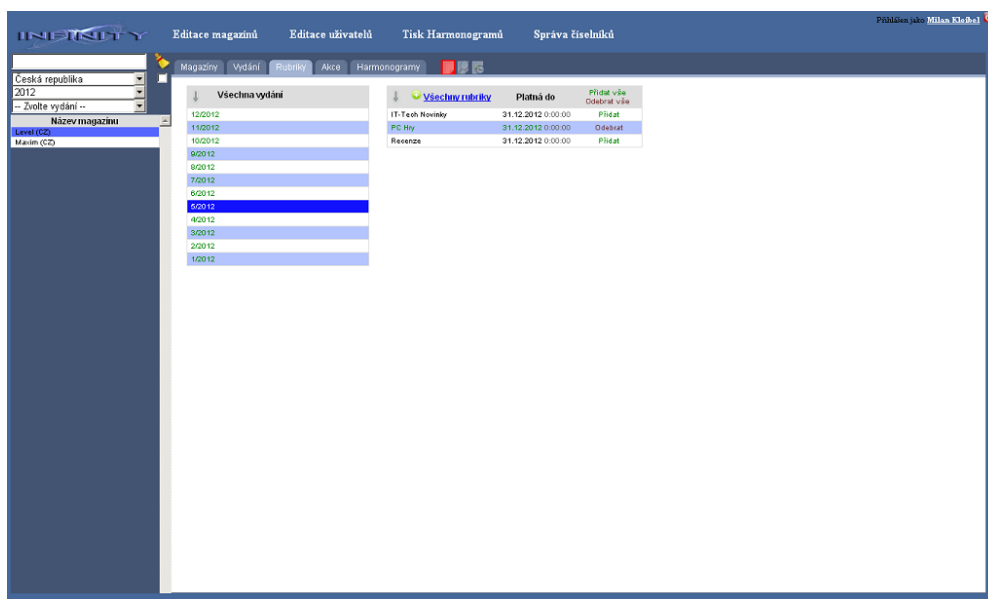 Přihlášen jako Milan Kleibel
INFINITY
Editace magazínů Editace uživatelů Tisk Harmonogramů Správa číselníků
Magazíny Vydání Rubriky Akce Harmonogramy
Česká republika
2012
-- Zvolte vydání --
Název magazínu
Level (CZ)
Maxim (CZ)
Všechna vydání
12/2012
11/2012
10/2012
9/2012
8/2012
7/2012
6/2012
5/2012
4/2012
3/2012
2/2012
1/2012
Všechny rubriky Platná do Přidat vše
Odebrat vše
IT-Tech Novinky 31.12.2012 0:00:00 Přidat
PC Hry 31.12.2012 0:00:00 Odebrat
Recenze 31.12.2012 0:00:00 Přidat